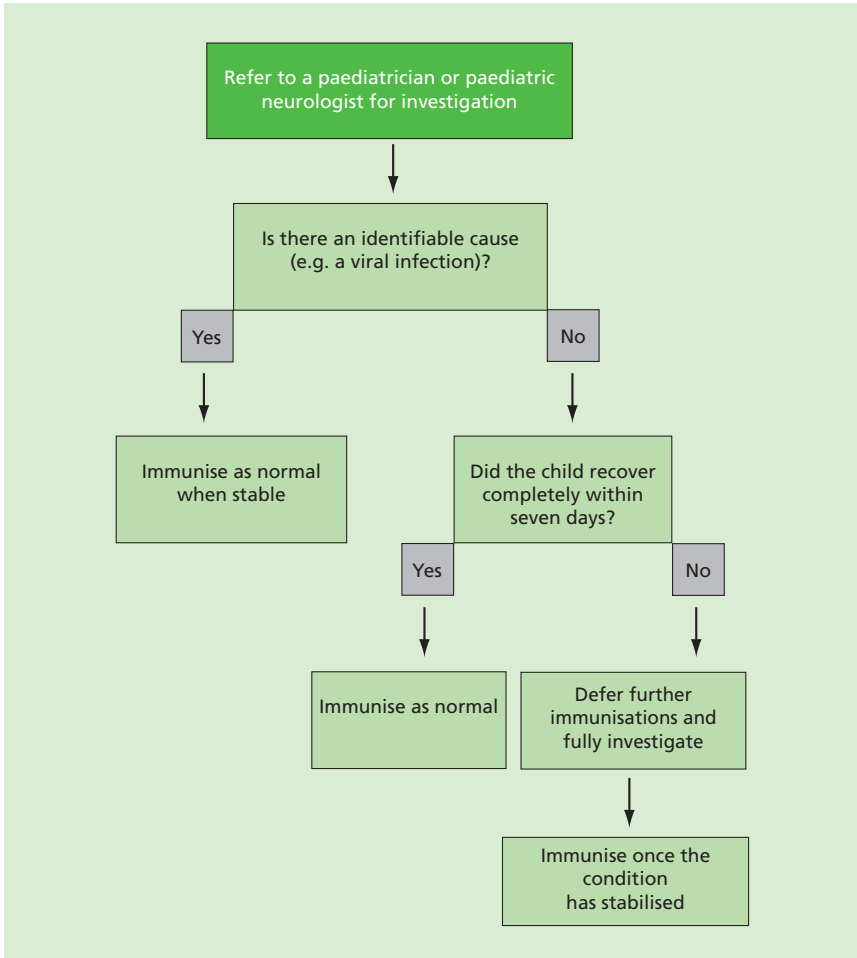 Refer to a paediatrician or paediatric
neurologist for investigation
Is there an identifiable cause
(e.g. a viral infection)?
Yes
No
Immunise as normal
when stable
Did the child recover
completely within
seven days?
Yes
No
Immunise as normal
Defer further
immunisations and
fully investigate
Immunise once the
condition
has stabilised